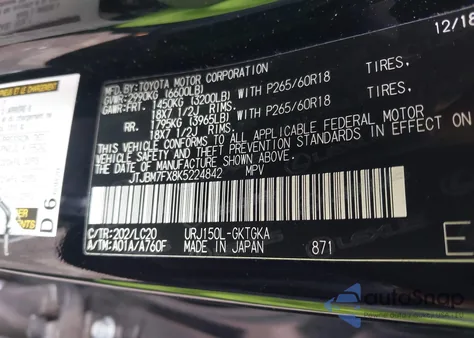 12/18
MFD.BY: TOYOTA MOTOR CORPORATION
GVWR: 2990KG (6600LB)
GAWR: FRT. 1450KG (3200LB) WITH P265/60R18 TIRES,
18X7 1/2J RIMS.
RR. 1795KG (3965LB) WITH P265/60R18 TIRES,
18X7 1/2J RIMS.
THIS VEHICLE CONFORMS TO ALL APPLICABLE FEDERAL MOTOR
VEHICLE SAFETY AND THEFT PREVENTION STANDARDS IN EFFECT ON
THE DATE OF MANUFACTURE SHOWN ABOVE.
JTJBM7FX8K5224842 MPV
C/TR: 202/LC20 URJ150L-GKTGKA
A/TM: A01A/A760F MADE IN JAPAN 871
D6
AutoSnap